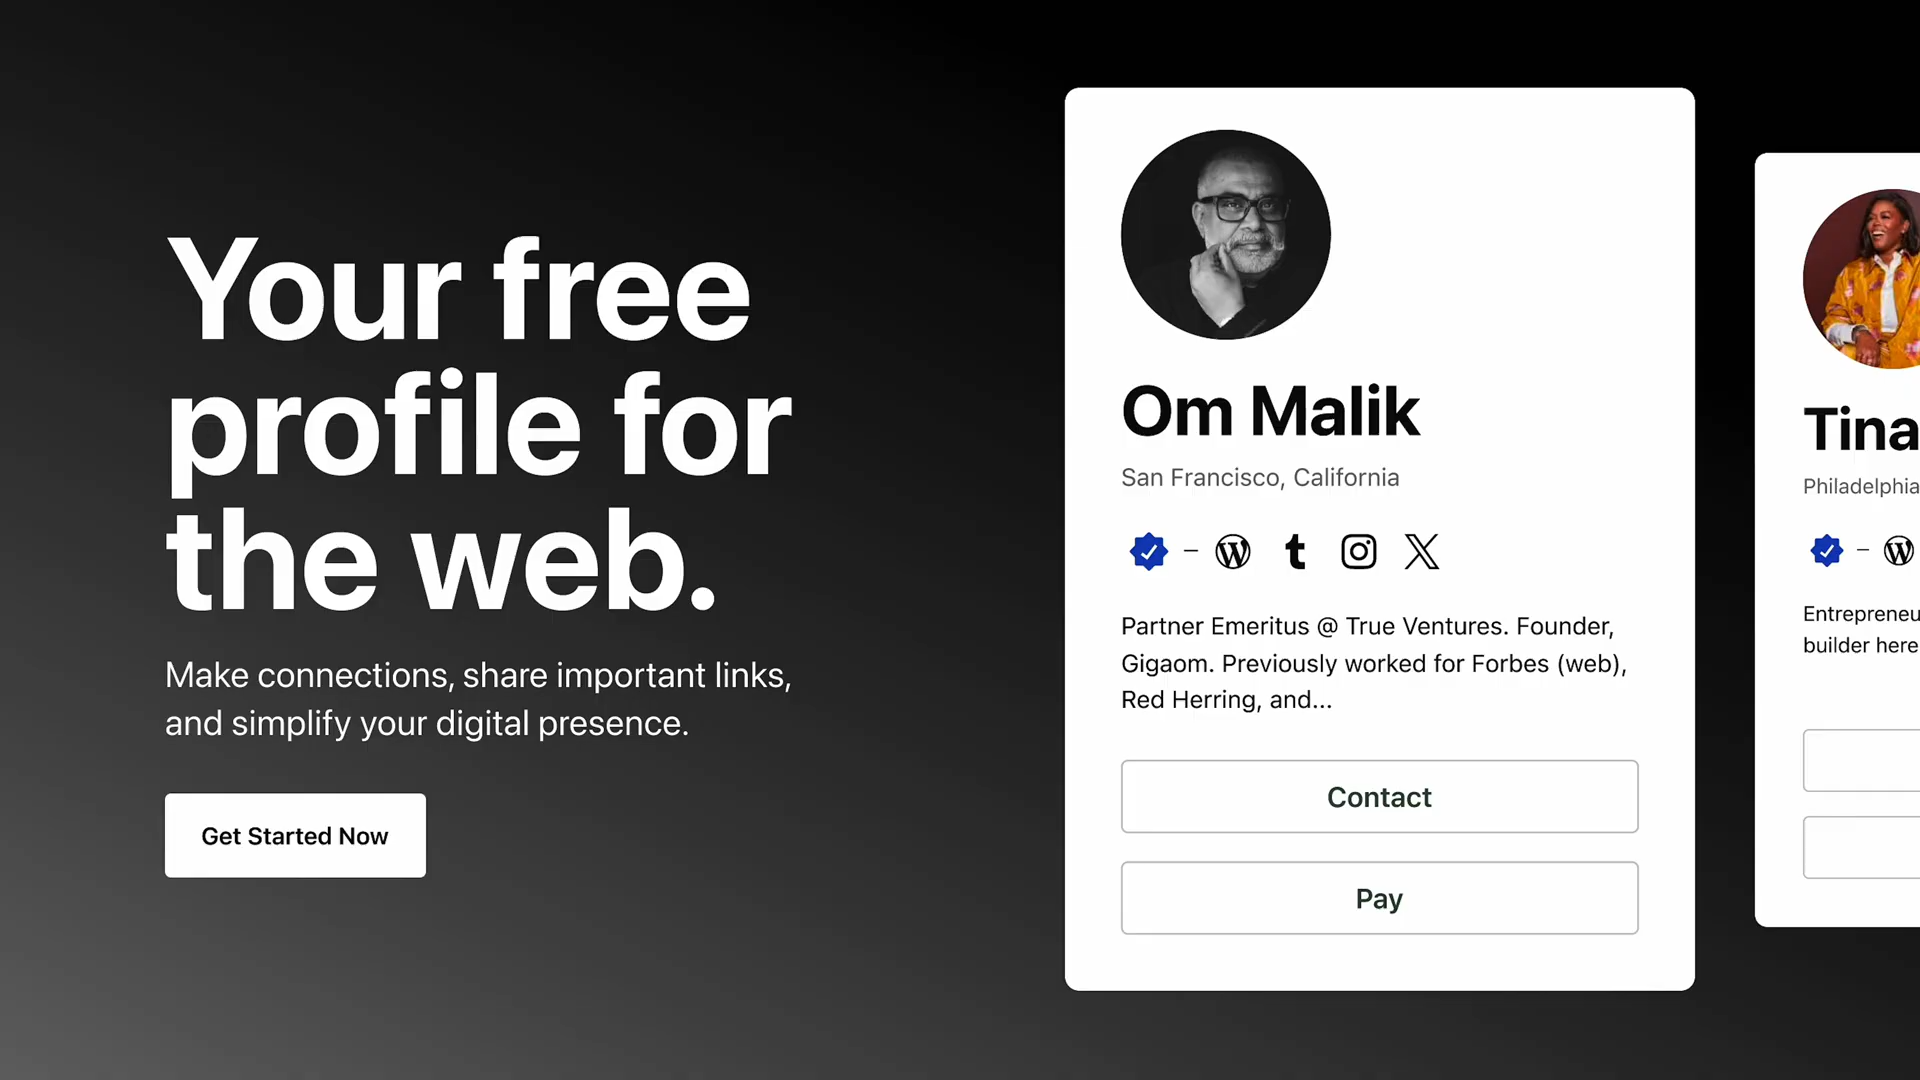 Your free
profile for
the web.
Make connections, share important links,
and simplify your digital presence.
Get Started Now
Om Malik
San Francisco, California
Partner Emeritus @ True Ventures. Founder,
Gigaom. Previously worked for Forbes (web),
Red Herring, and...
Contact
Pay
Tina
Philadelphia
builder here